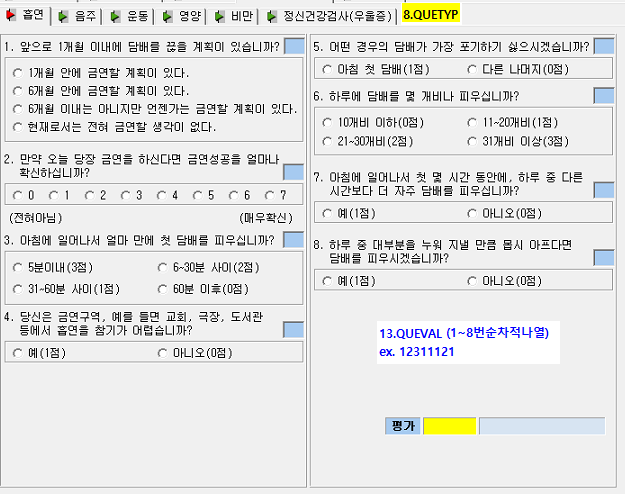 흡연 음주 운동 영양 비만 정신건강검사(우울증) 8.QUETYP
1. 앞으로 1개월 이내에 담배를 끊을 계획이 있습니까?
1개월 안에 금연할 계획이 있다.
6개월 안에 금연할 계획이 있다.
6개월 이내는 아니지만 언젠가는 금연할 계획이 있다.
현재로서는 전혀 금연할 생각이 없다.
2. 만약 오늘 당장 금연을 하신다면 금연성공을 얼마나
확신하십니까?
0 1 2 3 4 5 6 7
(전혀아님) (매우확신)
3. 아침에 일어나서 얼마 만에 첫 담배를 피우십니까?
5분이내(3점) 6-30분 사이(2점)
31-60분 사이(1점) 60분 이후(0점)
4. 당신은 금연구역, 예를 들면 교회, 극장, 도서관
등에서 흡연을 참기가 어렵습니까?
예(1점) 아니오(0점)
5. 어떤 경우의 담배가 가장 포기하기 싫으시겠습니까?
아침 첫 담배(1점) 다른 나머지(0점)
6. 하루에 담배를 몇 개비나 피우십니까?
10개비 이하(0점) 11~20개비(1점)
21-30개비(2점) 31개비 이상(3점)
7. 아침에 일어나서 첫 몇 시간 동안에, 하루 중 다른
시간보다 더 자주 담배를 피우십니까?
예(1점) 아니오(0점)
8. 하루 중 대부분을 누워 지낼 만큼 몹시 아프다면
담배를 피우시겠습니까?
예(1점) 아니오(0점)
13.QUEVAL (1~8번순차적나열)
ex. 12311121
평가